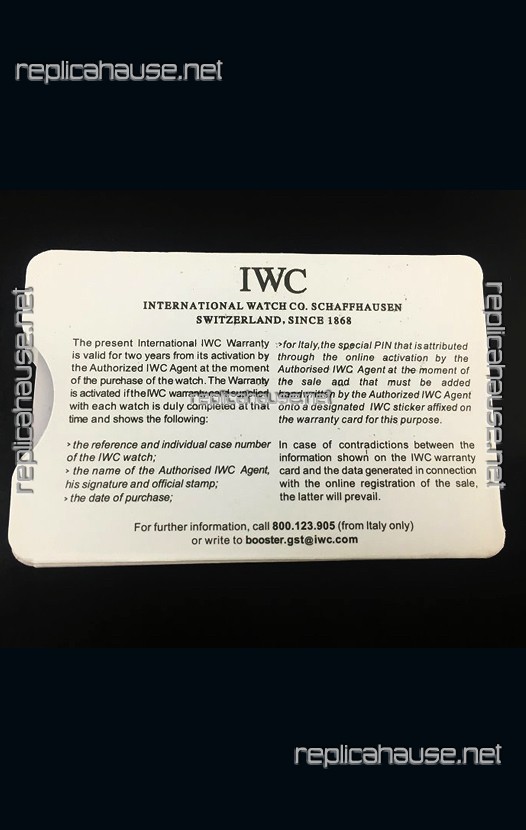 replicahause.net
IWC
INTERNATIONAL WATCH CO. SCHAFFHAUSEN
SWITZERLAND, SINCE 1868
The present International IWC Warranty
is valid for two years from its activation by
the Authorized IWC Agent at the moment
of the purchase of the watch. The Warranty
is activated if the IWC warranty card supplied
with each watch is duly completed at that
time and shows the following:
› the reference and individual case number
of the IWC watch;
› the name of the Authorised IWC Agent,
his signature and official stamp;
› the date of purchase;
›for Italy, the special PIN that is attributed
through the online activation by the
Authorised IWC Agent at the moment of
the sale and that must be added
handwritten by the Authorized IWC Agent
onto a designated IWC sticker affixed on
the warranty card for this purpose.
In case of contradictions between the
information shown on the IWC warranty
card and the data generated in connection
with the online registration of the sale,
the latter will prevail.
For further information, call 800.123.905 (from Italy only)
or write to booster.gst@iwc.com
replicahause.net
replicahause.net
replicahause.net
replicahause.net